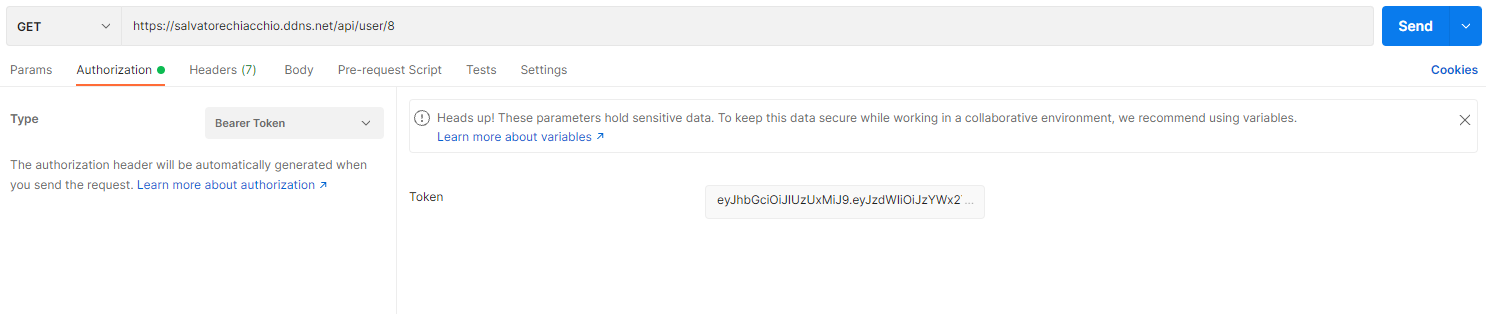 GET
https://salvatorechiacchio.ddns.net/api/user/8
Send
Params
Authorization
Headers (7)
Body
Pre-request Script
Tests
Settings
Cookies
Type
Bearer Token
The authorization header will be automatically generated when
you send the request. Learn more about authorization ↗
Heads up! These parameters hold sensitive data. To keep this data secure while working in a collaborative environment, we recommend using variables.
Learn more about variables ↗
Token
eyJhbGciOiJIUzUxMiJ9.eyJzdWIiOiJzYWx2...